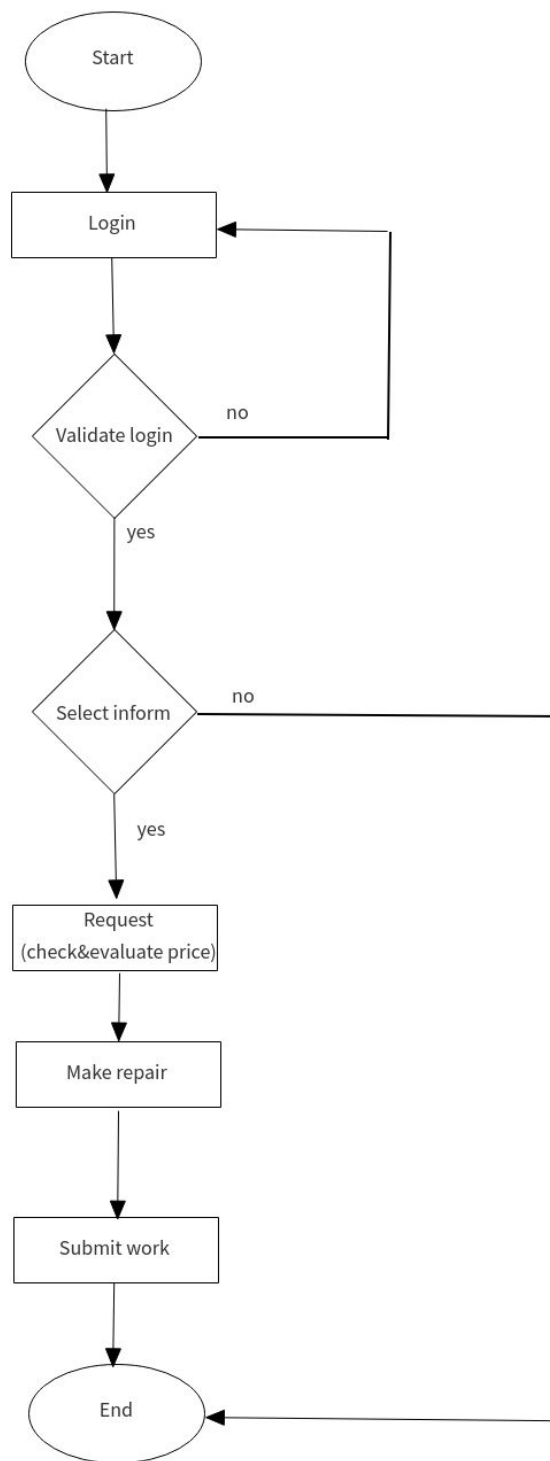 Start
Login
Validate login
no
yes
Select inform
no
yes
Request
(check&evaluate price)
Make repair
Submit work
End